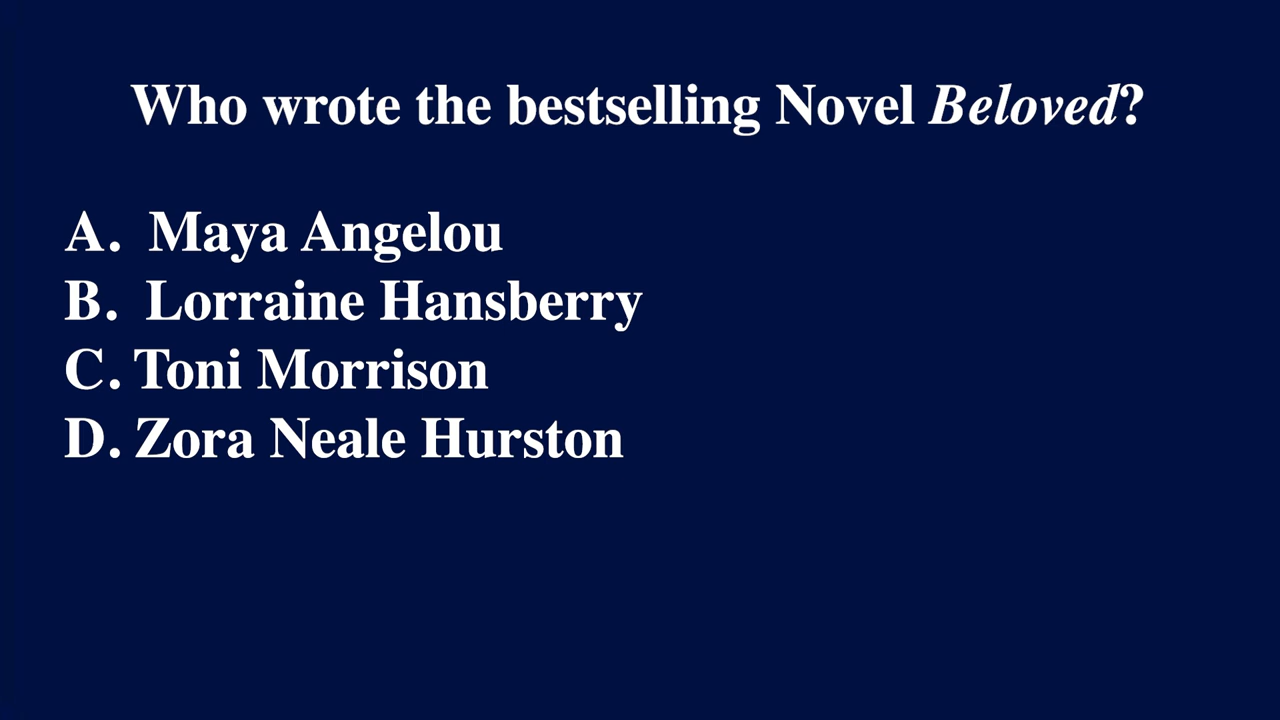 Who wrote the bestselling Novel Beloved?
A. Maya Angelou
B. Lorraine Hansberry
C. Toni Morrison
D. Zora Neale Hurston